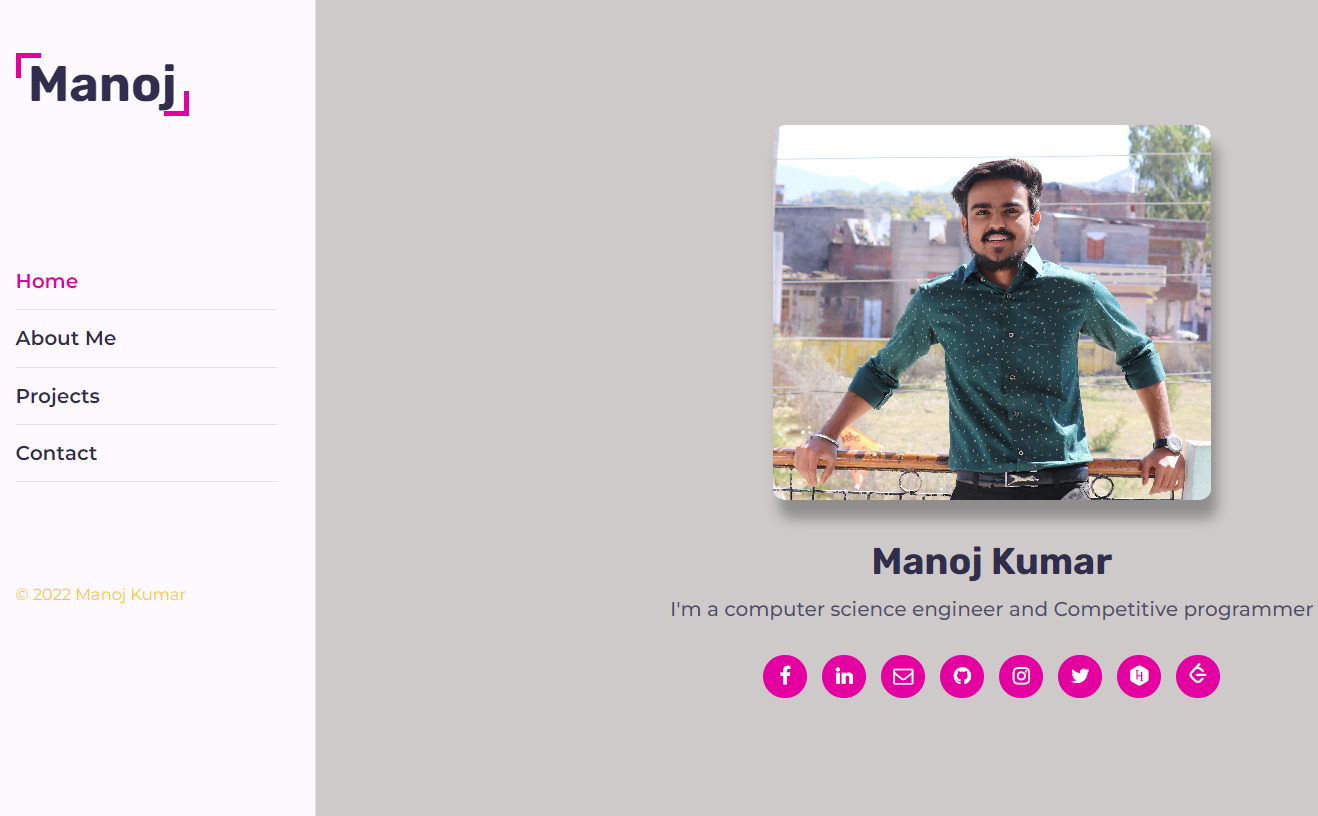 Manoj
Home
About Me
Projects
Contact
© 2022 Manoj Kumar
Manoj Kumar
I'm a computer science engineer and Competitive programmer